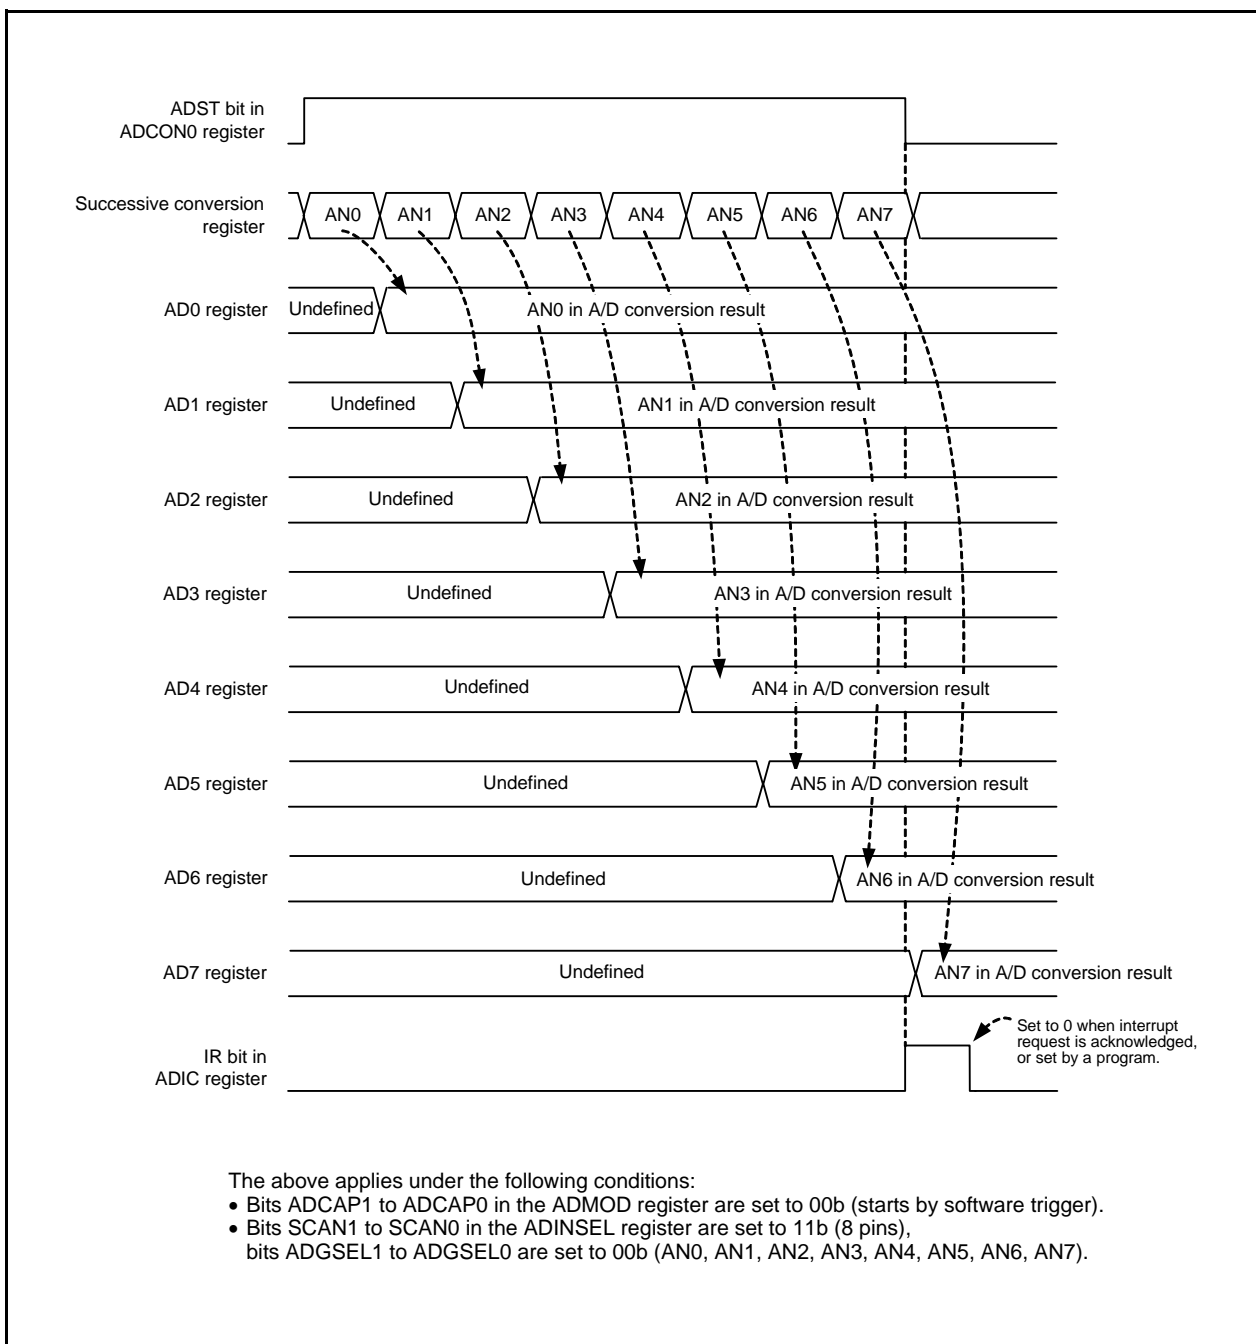 ADST bit in
ADCON0 register
Successive conversion
register
AN0 AN1 AN2 AN3 AN4 AN5 AN6 AN7
AD0 register
Undefined
AN0 in A/D conversion result
AD1 register
Undefined
AN1 in A/D conversion result
AD2 register
Undefined
AN2 in A/D conversion result
AD3 register
Undefined
AN3 in A/D conversion result
AD4 register
Undefined
AN4 in A/D conversion result
AD5 register
Undefined
AN5 in A/D conversion result
AD6 register
Undefined
AN6 in A/D conversion result
AD7 register
Undefined
AN7 in A/D conversion result
IR bit in
ADIC register
Set to 0 when interrupt
request is acknowledged,
or set by a program.
The above applies under the following conditions:
• Bits ADCAP1 to ADCAP0 in the ADMOD register are set to 00b (starts by software trigger).
• Bits SCAN1 to SCAN0 in the ADINSEL register are set to 11b (8 pins),
bits ADGSEL1 to ADGSEL0 are set to 00b (AN0, AN1, AN2, AN3, AN4, AN5, AN6, AN7).